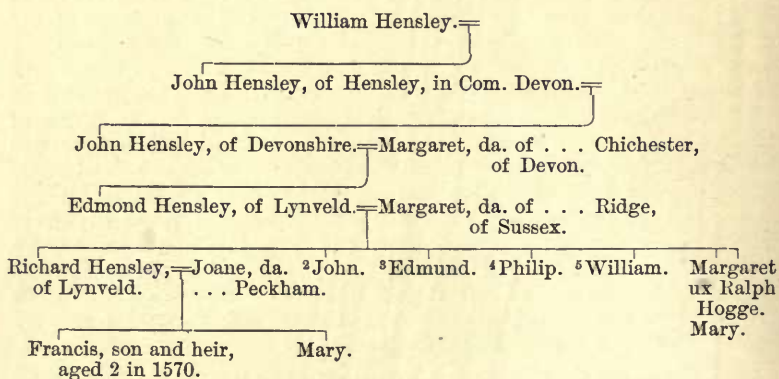 William Hensley.=
John Hensley, of Hensley, in Com. Devon.=
John Hensley, of Devonshire.=Margaret, da. of . . . Chichester,
of Devon.
Edmond Hensley, of Lynveld.=Margaret, da. of . . . Ridge,
of Sussex.
Richard Hensley,=Joane, da. ²John. ³Edmund. ⁴Philip. ⁵William. Margaret
of Lynveld. . . . Peckham. ux Ralph
Hogge.
Mary.
Francis, son and heir, Mary.
aged 2 in 1570.